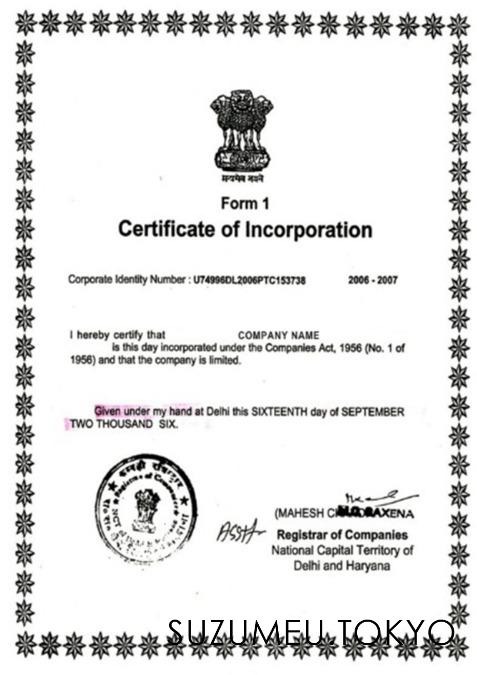 सत्यमेव जयते
Form 1
Certificate of Incorporation
Corporate Identity Number : U74996DL2006PTC153738 2006 - 2007
I hereby certify that COMPANY NAME
is this day incorporated under the Companies Act, 1956 (No. 1 of
1956) and that the company is limited.
Given under my hand at Delhi this SIXTEENTH day of SEPTEMBER
TWO THOUSAND SIX.
(MAHESH
AXENA
Registrar of Companies
National Capital Territory of
Delhi and Haryana
SUZUMEU.TOKYO